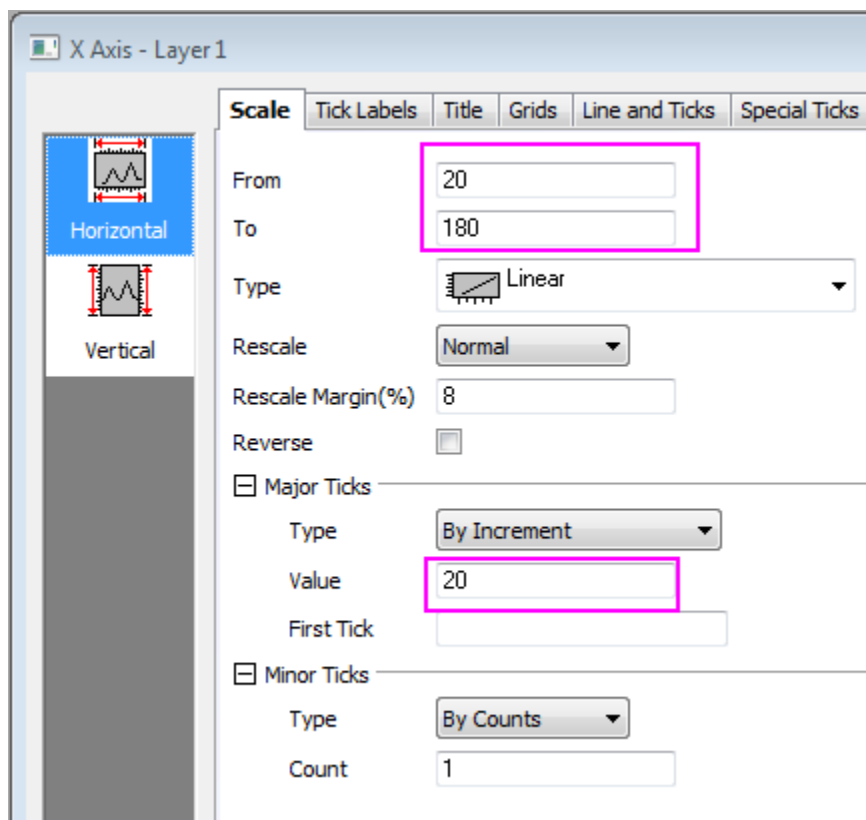 X Axis - Layer 1
Scale Tick Labels Title Grids Line and Ticks Special Ticks
Horizontal
Vertical
From 20
To 180
Type Linear
Rescale Normal
Rescale Margin(%) 8
Reverse
Major Ticks
Type By Increment
Value 20
First Tick
Minor Ticks
Type By Counts
Count 1